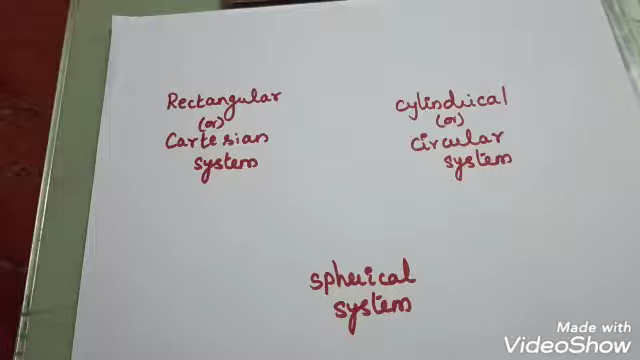 Rectangular
(or)
Cartesian
system
cylindrical
(or)
circular
system
spherical
system
Made with
VideoShow